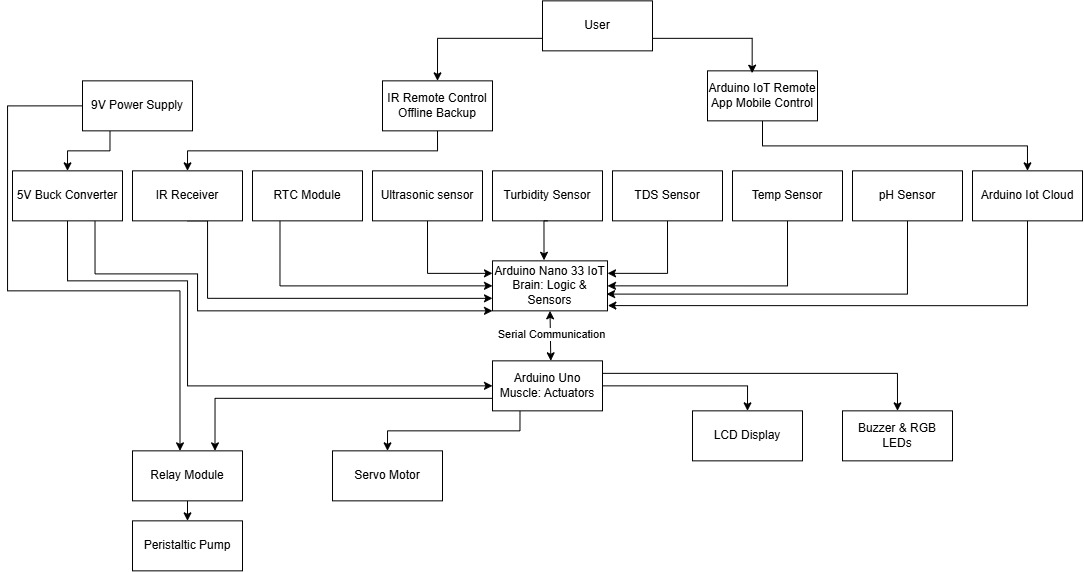 User
9V Power Supply
IR Remote Control
Offline Backup
Arduino IoT Remote
App Mobile Control
5V Buck Converter
IR Receiver
RTC Module
Ultrasonic sensor
Turbidity Sensor
TDS Sensor
Temp Sensor
pH Sensor
Arduino Iot Cloud
Arduino Nano 33 IoT
Brain: Logic &
Sensors
Serial Communication
Arduino Uno
Muscle: Actuators
LCD Display
Buzzer & RGB
LEDs
Relay Module
Servo Motor
Peristaltic Pump